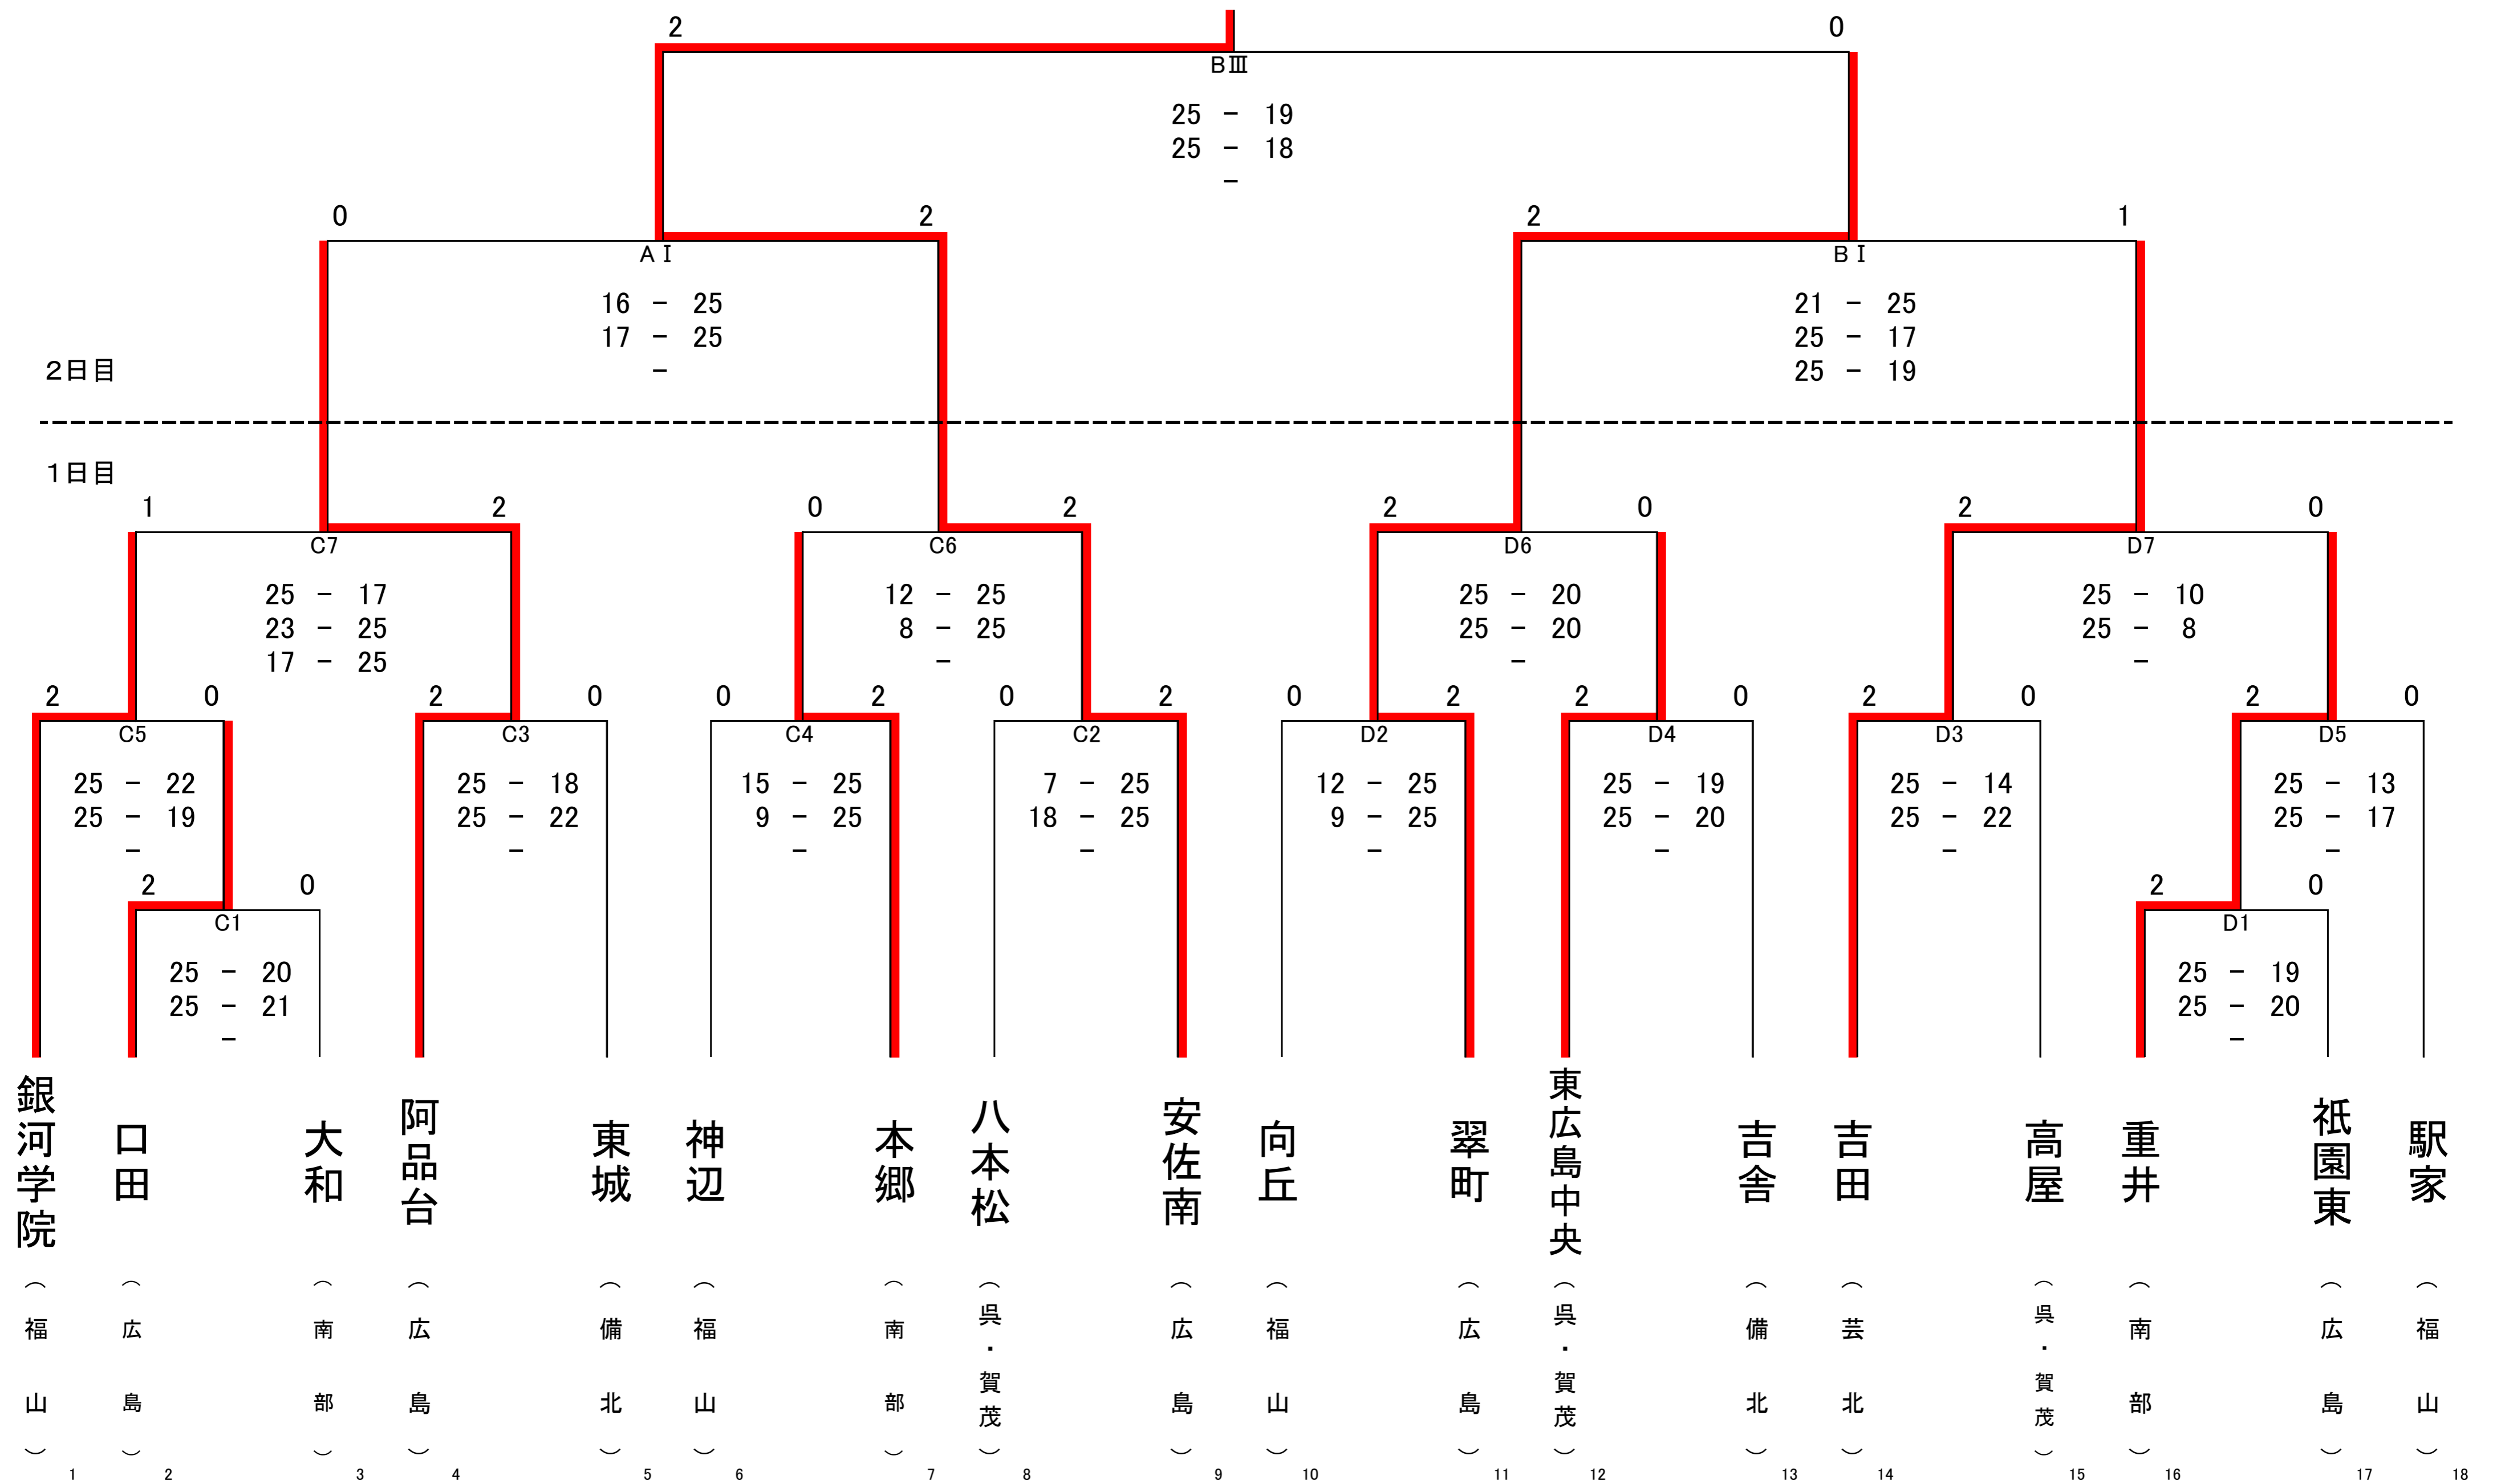 2 0
BⅢ
25 - 19
25 - 18
-
0 2 2 1
AⅠ BⅠ
16 - 25 21 - 25
17 - 25 25 - 17
- 25 - 19
2日目
1日目
1 2 0 2 2 0 2 0
C7 C6 D6 D7
25 - 17 12 - 25 25 - 20 25 - 10
23 - 25 8 - 25 25 - 20 25 - 8
17 - 25 - - -
2 0 2 0 0 2 0 2 0 2 2 0 2 0 2 0
C5 C3 C4 C2 D2 D4 D3 D5
25 - 22 25 - 18 15 - 25 7 - 25 12 - 25 25 - 19 25 - 14 25 - 13
25 - 19 25 - 22 9 - 25 18 - 25 9 - 25 25 - 20 25 - 22 25 - 17
- - - - - - - -
2 0 2 0
C1 D1
25 - 20 25 - 19
25 - 21 25 - 20
- -
銀河学院(福山) 1
口田(広島) 2
大和(南部) 3
阿品台(広島) 4
東城(備北) 5
神辺(福山) 6
本郷(南部) 7
八本松(呉・賀茂) 8
安佐南(広島) 9
向丘(福山) 10
翠町(広島) 11
東広島中央(呉・賀茂) 12
吉舎(備北) 13
吉田(芸北) 14
高屋(呉・賀茂) 15
重井(南部) 16
祇園東(広島) 17
駅家(福山) 18